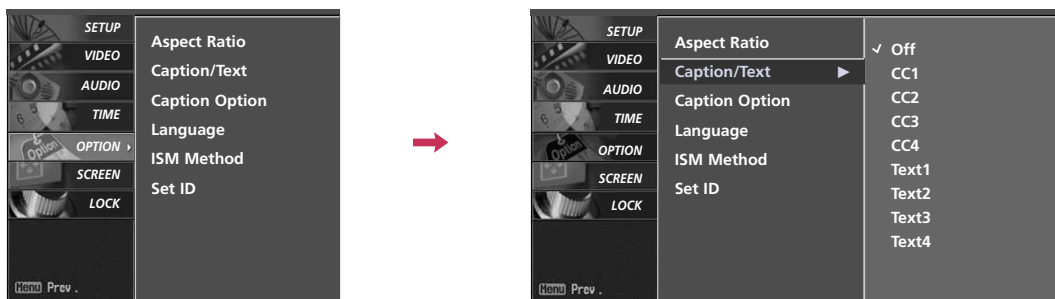 SETUP
VIDEO
AUDIO
TIME
OPTION
SCREEN
LOCK
Menu Prev.
Aspect Ratio
Caption/Text
Caption Option
Language
ISM Method
Set ID
SETUP
VIDEO
AUDIO
TIME
Option
OPTION
SCREEN
LOCK
Menu Prev.
Aspect Ratio
Caption/Text
Caption Option
Language
ISM Method
Set ID
✓ Off
CC1
CC2
CC3
CC4
Text1
Text2
Text3
Text4